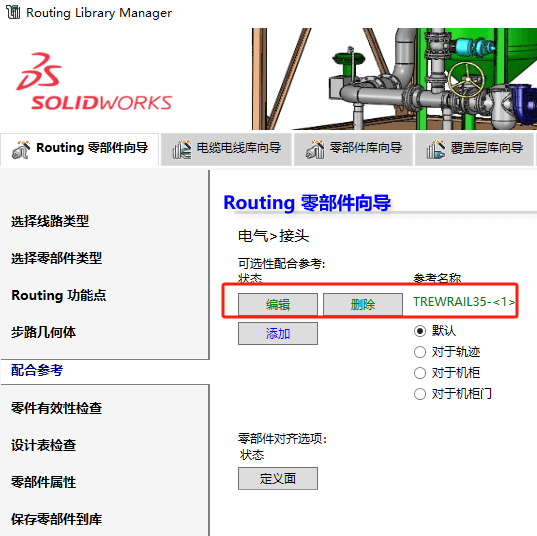 Routing Library Manager
SOLIDWORKS
Routing 零部件向导
电缆电线库向导
零部件库向导
覆盖层库向导
选择线路类型
选择零部件类型
Routing 功能点
步路几何体
配合参考
零件有效性检查
设计表检查
零部件属性
保存零部件到库
Routing 零部件向导
电气>接头
可选性配合参考:
状态 参考名称
编辑 删除 TREWRAIL35-<1>
添加
默认
对于轨迹
对于机柜
对于机柜门
零部件对齐选项:
状态
定义面